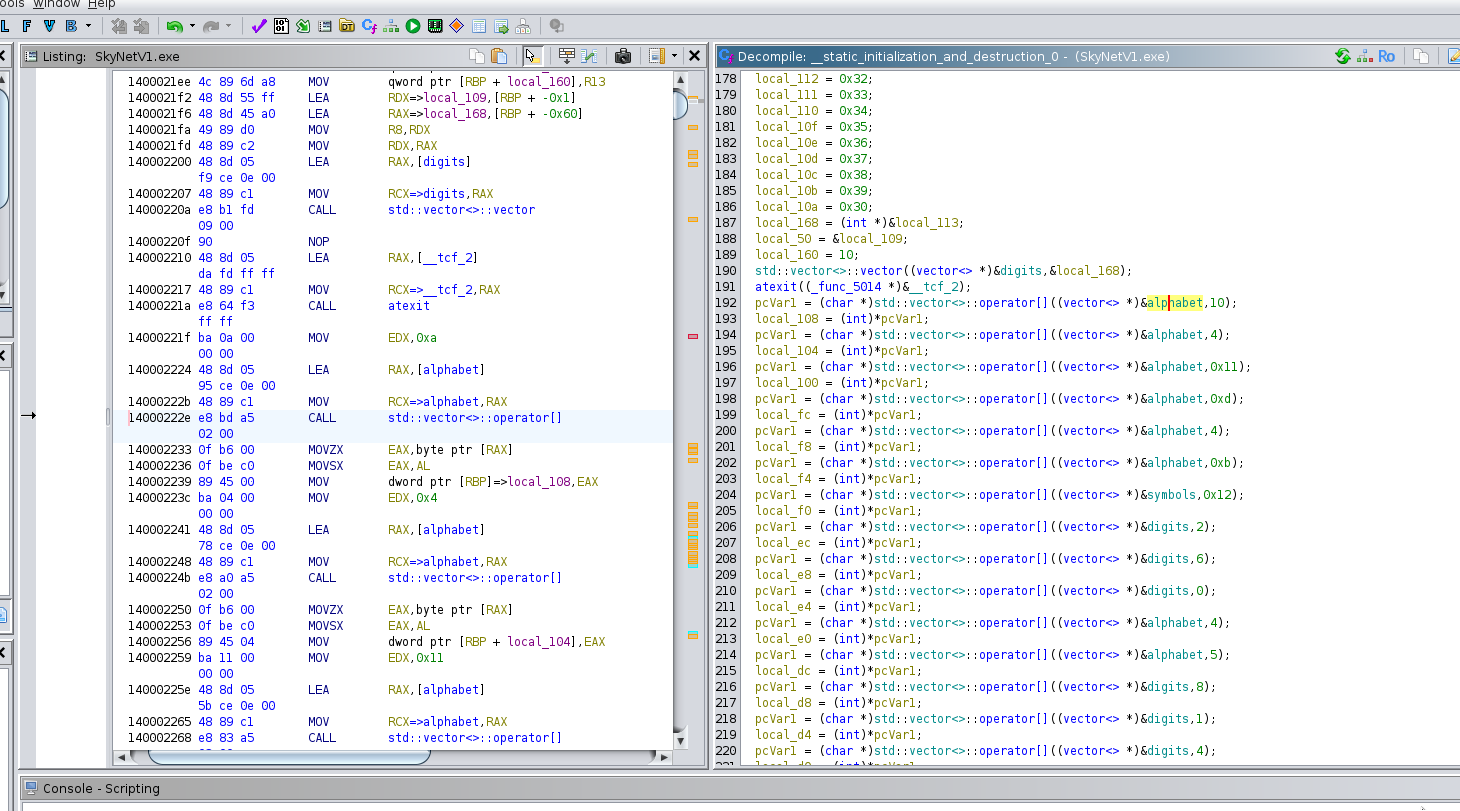 ools Window Help
L F V B
Listing: SkyNetV1.exe
1400021ee 4c 89 6d a8 MOV qword ptr [RBP + local_160],R13
1400021f2 48 8d 55 ff LEA RDX=>local_109,[RBP + -0x1]
1400021f6 48 8d 45 a0 LEA RAX=>local_168,[RBP + -0x60]
1400021fa 49 89 d0 MOV R8,RDX
1400021fd 48 89 c2 MOV RDX,RAX
140002200 48 8d 05 LEA RAX,[digits]
f9 ce 0e 00
140002207 48 89 c1 MOV RCX=>digits,RAX
14000220a e8 b1 fd CALL std::vector<>::vector
09 00
14000220f 90 NOP
140002210 48 8d 05 LEA RAX,[__tcf_2]
da fd ff ff
140002217 48 89 c1 MOV RCX=>__tcf_2,RAX
14000221a e8 64 f3 CALL atexit
ff ff
14000221f ba 0a 00 MOV EDX,0xa
00 00
140002224 48 8d 05 LEA RAX,[alphabet]
95 ce 0e 00
14000222b 48 89 c1 MOV RCX=>alphabet,RAX
14000222e e8 bd a5 CALL std::vector<>::operator[]
02 00
140002233 0f b6 00 MOVZX EAX,byte ptr [RAX]
140002236 0f be c0 MOVSX EAX,AL
140002239 89 45 00 MOV dword ptr [RBP]=>local_108,EAX
14000223c ba 04 00 MOV EDX,0x4
00 00
140002241 48 8d 05 LEA RAX,[alphabet]
78 ce 0e 00
140002248 48 89 c1 MOV RCX=>alphabet,RAX
14000224b e8 a0 a5 CALL std::vector<>::operator[]
02 00
140002250 0f b6 00 MOVZX EAX,byte ptr [RAX]
140002253 0f be c0 MOVSX EAX,AL
140002256 89 45 04 MOV dword ptr [RBP + local_104],EAX
140002259 ba 11 00 MOV EDX,0x11
00 00
14000225e 48 8d 05 LEA RAX,[alphabet]
5b ce 0e 00
140002265 48 89 c1 MOV RCX=>alphabet,RAX
140002268 e8 83 a5 CALL std::vector<>::operator[]
Decompile: __static_initialization_and_destruction_0 - (SkyNetV1.exe)
Ro
178 local_112 = 0x32;
179 local_111 = 0x33;
180 local_110 = 0x34;
181 local_10f = 0x35;
182 local_10e = 0x36;
183 local_10d = 0x37;
184 local_10c = 0x38;
185 local_10b = 0x39;
186 local_10a = 0x30;
187 local_168 = (int *)&local_113;
188 local_50 = &local_109;
189 local_160 = 10;
190 std::vector<>::vector((vector<> *)&digits,&local_168);
191 atexit((_func_5014 *)&__tcf_2);
192 pcVar1 = (char *)std::vector<>::operator[]((vector<> *)&alphabet,10);
193 local_108 = (int)*pcVar1;
194 pcVar1 = (char *)std::vector<>::operator[]((vector<> *)&alphabet,4);
195 local_104 = (int)*pcVar1;
196 pcVar1 = (char *)std::vector<>::operator[]((vector<> *)&alphabet,0x11);
197 local_100 = (int)*pcVar1;
198 pcVar1 = (char *)std::vector<>::operator[]((vector<> *)&alphabet,0xd);
199 local_fc = (int)*pcVar1;
200 pcVar1 = (char *)std::vector<>::operator[]((vector<> *)&alphabet,4);
201 local_f8 = (int)*pcVar1;
202 pcVar1 = (char *)std::vector<>::operator[]((vector<> *)&alphabet,0xb);
203 local_f4 = (int)*pcVar1;
204 pcVar1 = (char *)std::vector<>::operator[]((vector<> *)&symbols,0x12);
205 local_f0 = (int)*pcVar1;
206 pcVar1 = (char *)std::vector<>::operator[]((vector<> *)&digits,2);
207 local_ec = (int)*pcVar1;
208 pcVar1 = (char *)std::vector<>::operator[]((vector<> *)&digits,6);
209 local_e8 = (int)*pcVar1;
210 pcVar1 = (char *)std::vector<>::operator[]((vector<> *)&digits,0);
211 local_e4 = (int)*pcVar1;
212 pcVar1 = (char *)std::vector<>::operator[]((vector<> *)&alphabet,4);
213 local_e0 = (int)*pcVar1;
214 pcVar1 = (char *)std::vector<>::operator[]((vector<> *)&alphabet,5);
215 local_dc = (int)*pcVar1;
216 pcVar1 = (char *)std::vector<>::operator[]((vector<> *)&digits,8);
217 local_d8 = (int)*pcVar1;
218 pcVar1 = (char *)std::vector<>::operator[]((vector<> *)&digits,1);
219 local_d4 = (int)*pcVar1;
220 pcVar1 = (char *)std::vector<>::operator[]((vector<> *)&digits,4);
Console - Scripting